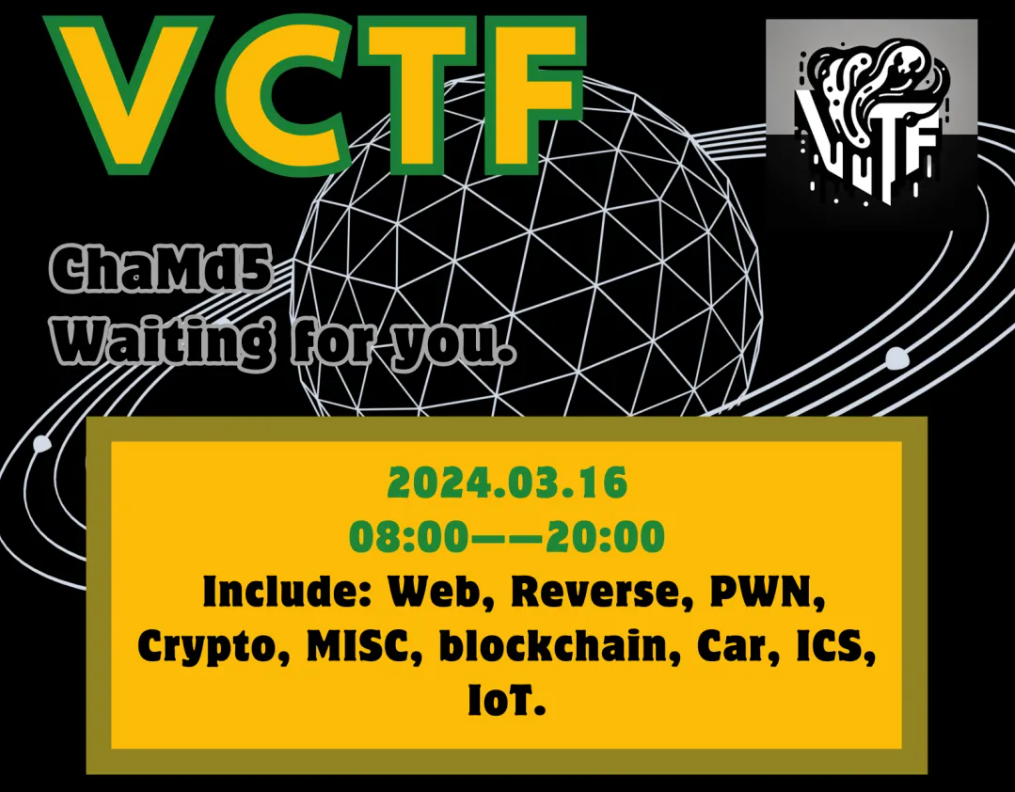 VCTF
VCTF
ChaMd5
Waiting for you.
2024.03.16
08:00——20:00
Include: Web, Reverse, PWN,
Crypto, MISC, blockchain, Car, ICS,
IoT.